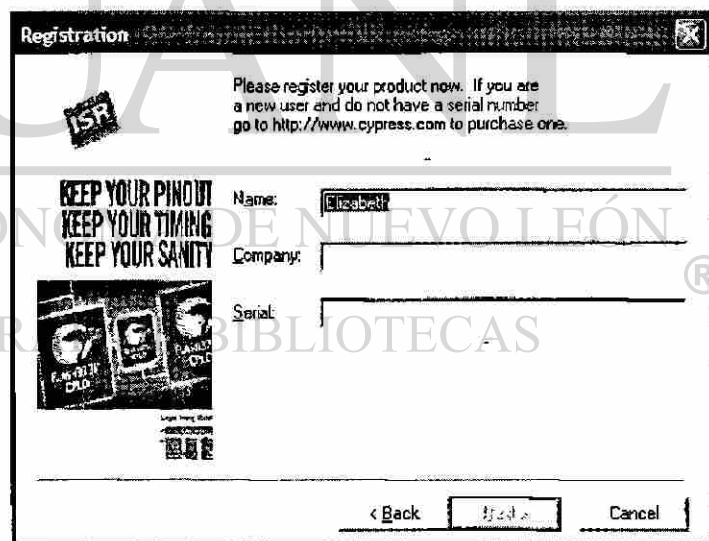 Registration
Please register your product now. If you are
a new user and do not have a serial number
go to http://www.cypress.com to purchase one.
ISR
KEEP YOUR PINOUT
KEEP YOUR TIMING
KEEP YOUR SANITY
Name:
Elizabeth
Company:
Serial:
DE NUEVO LEÓN
®
BIBLIOTECAS
< Back
Cancel